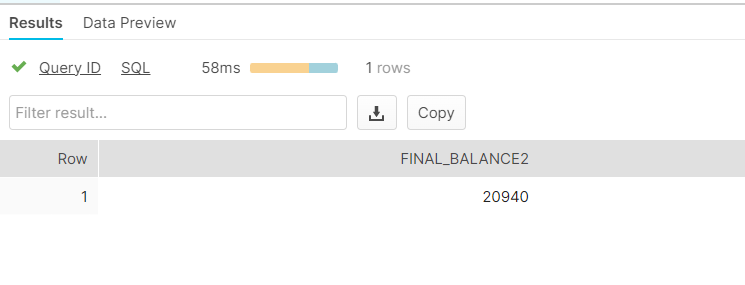 Results Data Preview
Query ID SQL 58ms 1 rows
Filter result... Copy
Row FINAL_BALANCE2
1 20940